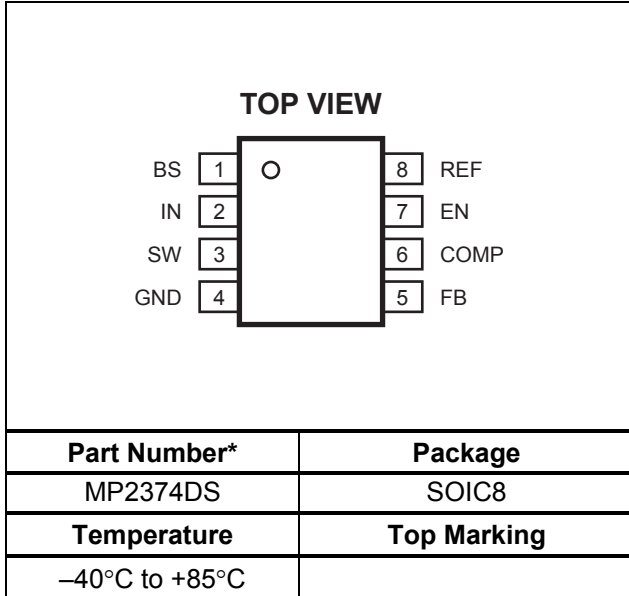 TOP VIEW
BS 1 8 REF
IN 2 7 EN
SW 3 6 COMP
GND 4 5 FB
Part Number* Package
MP2374DS SOIC8
Temperature Top Marking
–40°C to +85°C